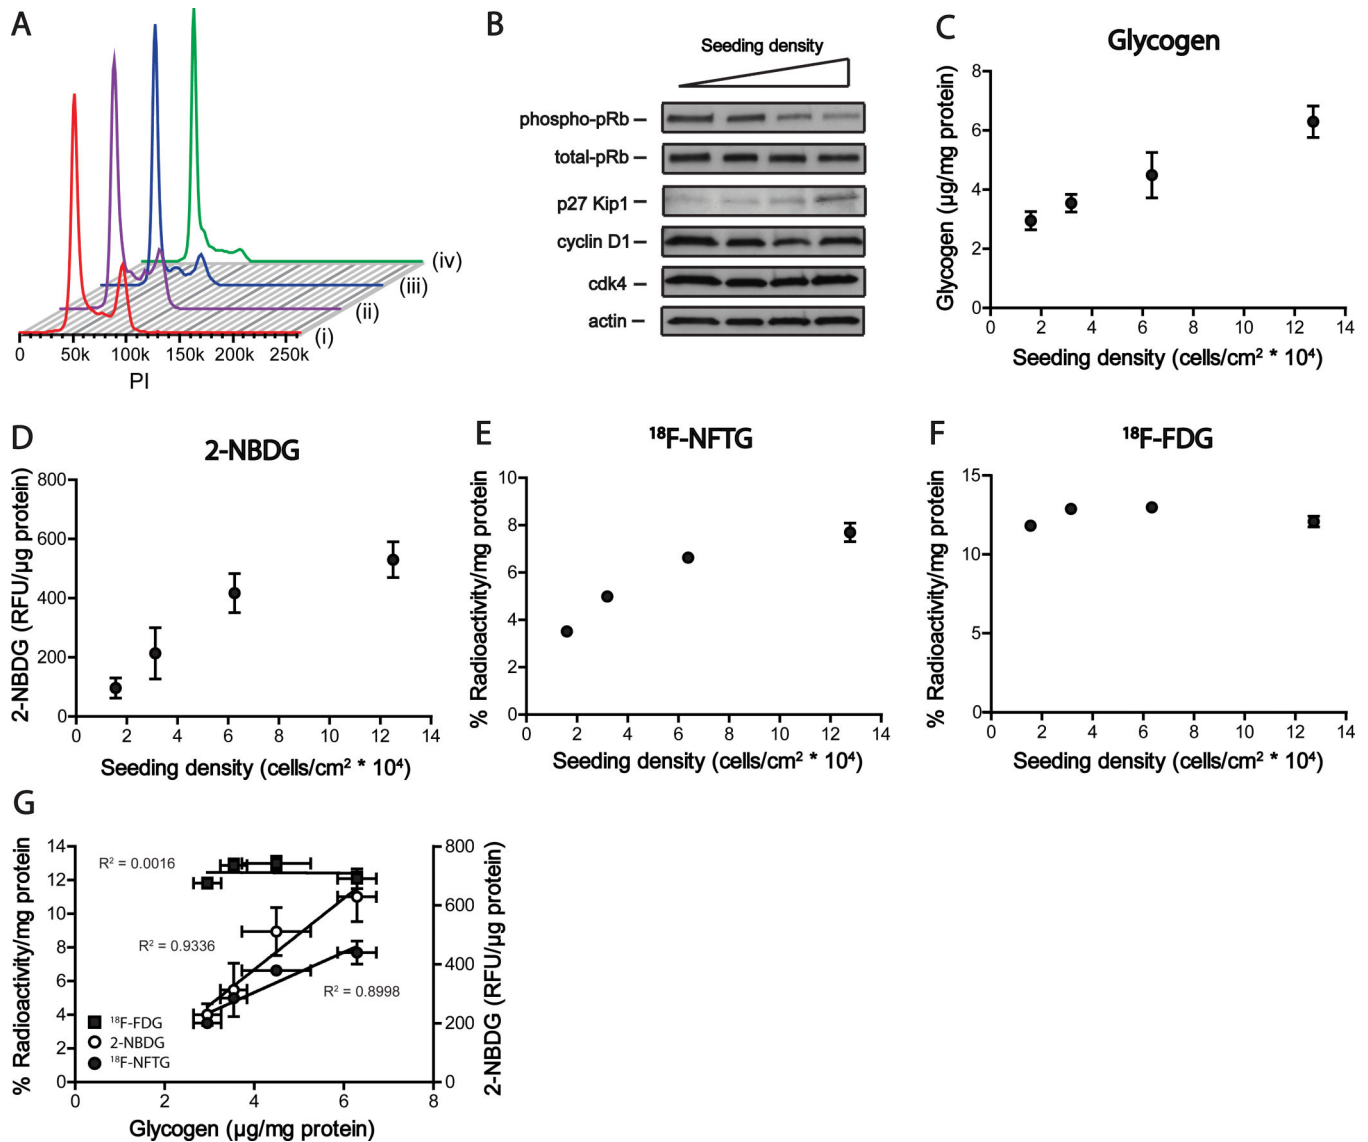 A
(iv)
(iii)
(ii)
(i)
0 50k 100k 150k 200k 250k
PI
B
Seeding density
phospho-pRb
total-pRb
p27 Kip1
cyclin D1
cdk4
actin
C
Glycogen
Glycogen (µg/mg protein)
8
6
4
2
0
0 2 4 6 8 10 12 14
Seeding density (cells/cm² * 10⁴)
D
2-NBDG
2-NBDG (RFU/µg protein)
800
600
400
200
0
0 2 4 6 8 10 12 14
Seeding density (cells/cm² * 10⁴)
E
¹⁸F-NFTG
% Radioactivity/mg protein
10
8
6
4
2
0
0 2 4 6 8 10 12 14
Seeding density (cells/cm² * 10⁴)
F
¹⁸F-FDG
% Radioactivity/mg protein
15
10
5
0
0 2 4 6 8 10 12 14
Seeding density (cells/cm² * 10⁴)
G
% Radioactivity/mg protein
14
12
10
8
6
4
2
0
R² = 0.0016
R² = 0.9336
R² = 0.8998
¹⁸F-FDG
2-NBDG
¹⁸F-NFTG
800
600
400
200
0
2-NBDG (RFU/µg protein)
0 2 4 6 8
Glycogen (µg/mg protein)